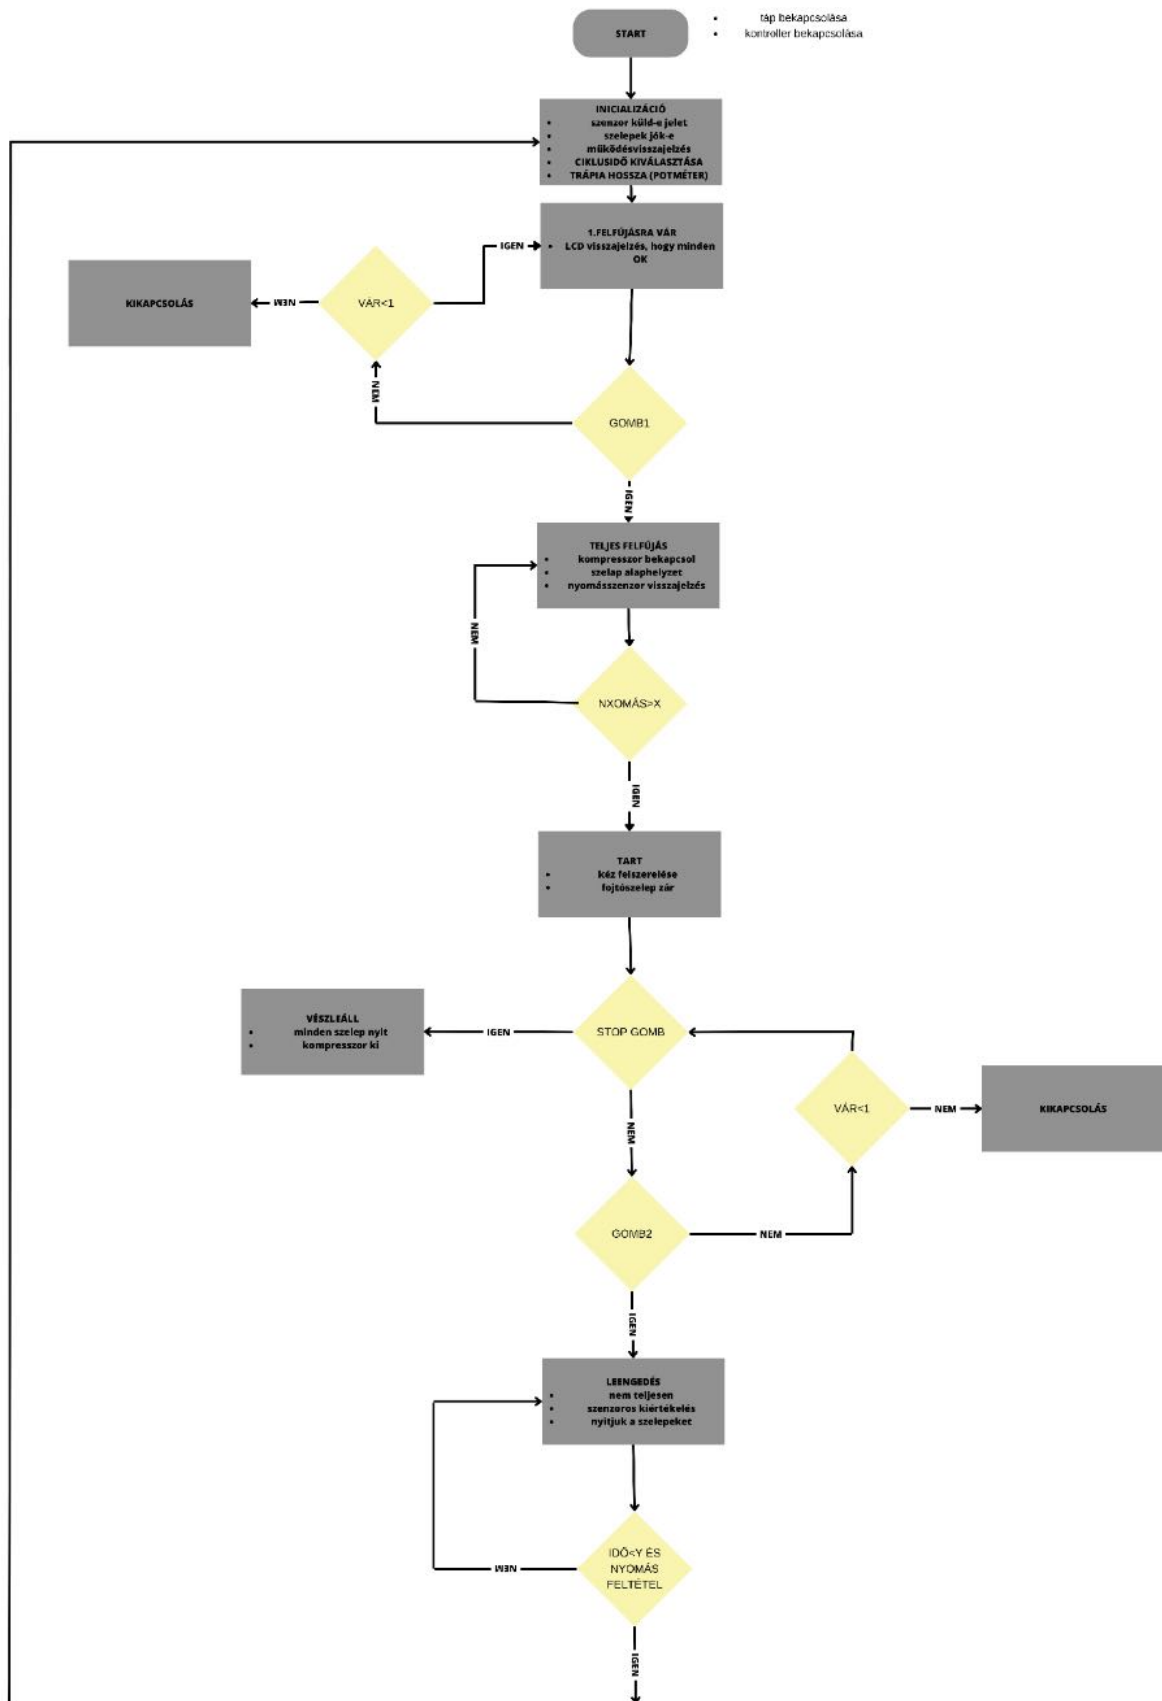 START
• táp bekapcsolása
• kontroller bekapcsolása
INICIALIZÁCIÓ
• szenzor küld-e jelet
• szelepek jók-e
• működésvisszajelzés
• CIKLUSIDŐ KIVÁLASZTÁSA
• TRÁPIA HOSSZA (POTMÉTER)
1.FELFÚJÁSRA VÁR
• LCD visszajelzés, hogy minden
OK
IGEN
KIKAPCSOLÁS
NEM
VÁR<1
NEM
GOMB1
IGEN
TELJES FELFÚJÁS
• kompresszor bekapcsol
• szelap alaphelyzet
• nyomásszenzor visszajelzés
NEM
NXOMÁS>X
IGEN
TART
• kéz felszerelése
• fojtószelep zár
VÉSZLEÁLL
• minden szelep nyit
• kompresszor ki
IGEN
STOP GOMB
VÁR<1
NEM
KIKAPCSOLÁS
NEM
GOMB2
NEM
IGEN
LEENGEDÉS
• nem teljesen
• szenzoros kiértékelés
• nyitjuk a szelepeket
NEM
IDŐ<Y ÉS
NYOMÁS
FELTÉTEL
IGEN